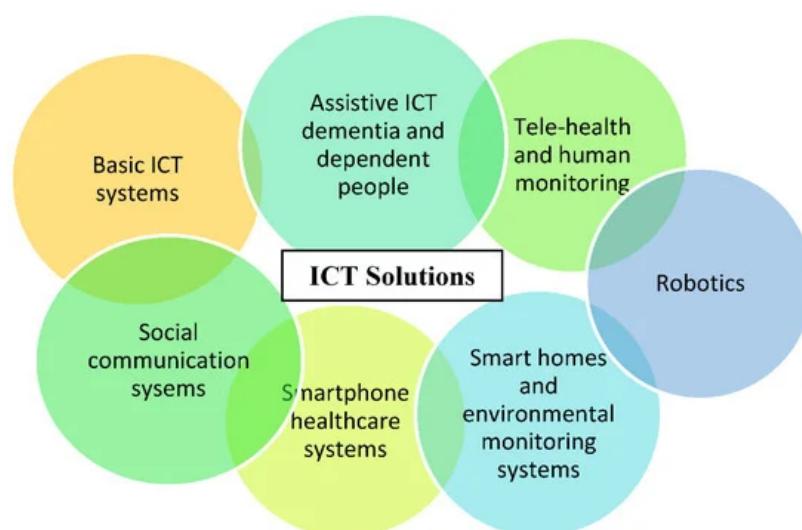 Basic ICT
systems
Assistive ICT
dementia and
dependent
people
Tele-health
and human
monitoring
ICT Solutions
Robotics
Social
communication
sysems
Smartphone
healthcare
systems
Smart homes
and
environmental
monitoring
systems